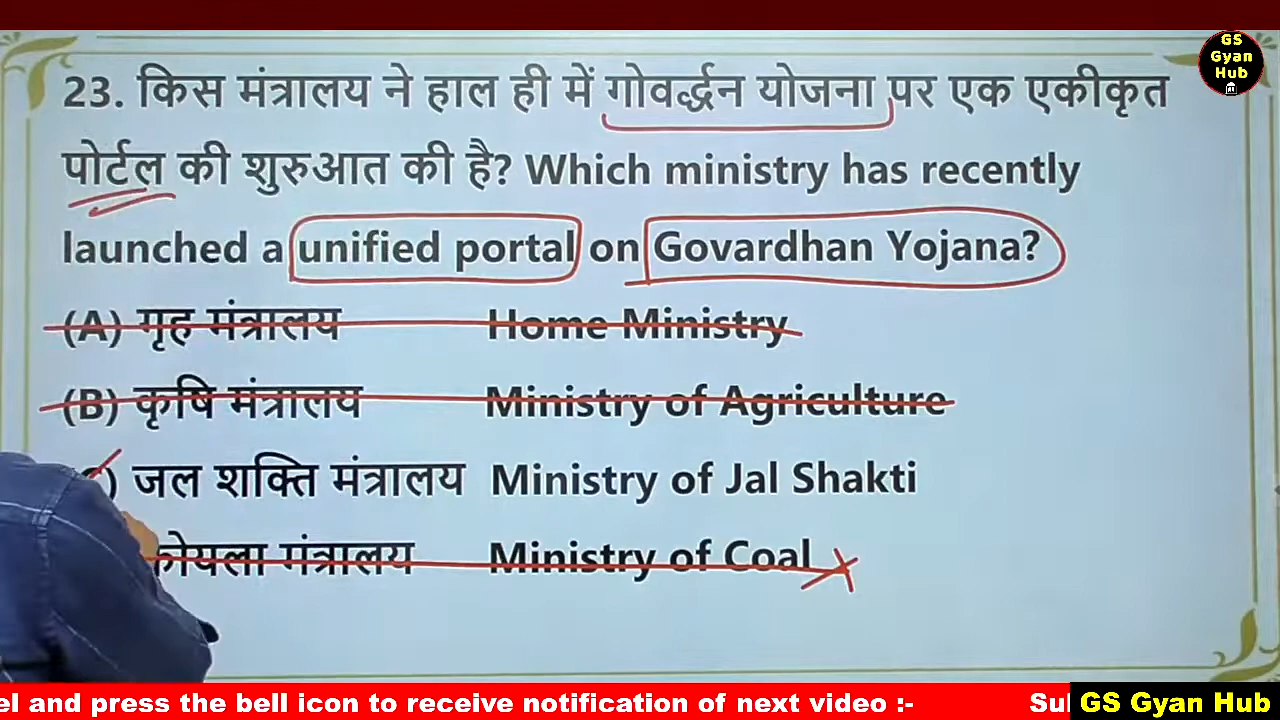 GS
Gyan
Hub
23. किस मंत्रालय ने हाल ही में गोवर्द्धन योजना पर एक एकीकृत
पोर्टल की शुरुआत की है? Which ministry has recently
launched a unified portal on Govardhan Yojana?
(A) गृह मंत्रालय Home Ministry
(B) कृषि मंत्रालय Ministry of Agriculture
) जल शक्ति मंत्रालय Ministry of Jal Shakti
कोयला मंत्रालय Ministry of Coal
el and press the bell icon to receive notification of next video :- Su
GS Gyan Hub